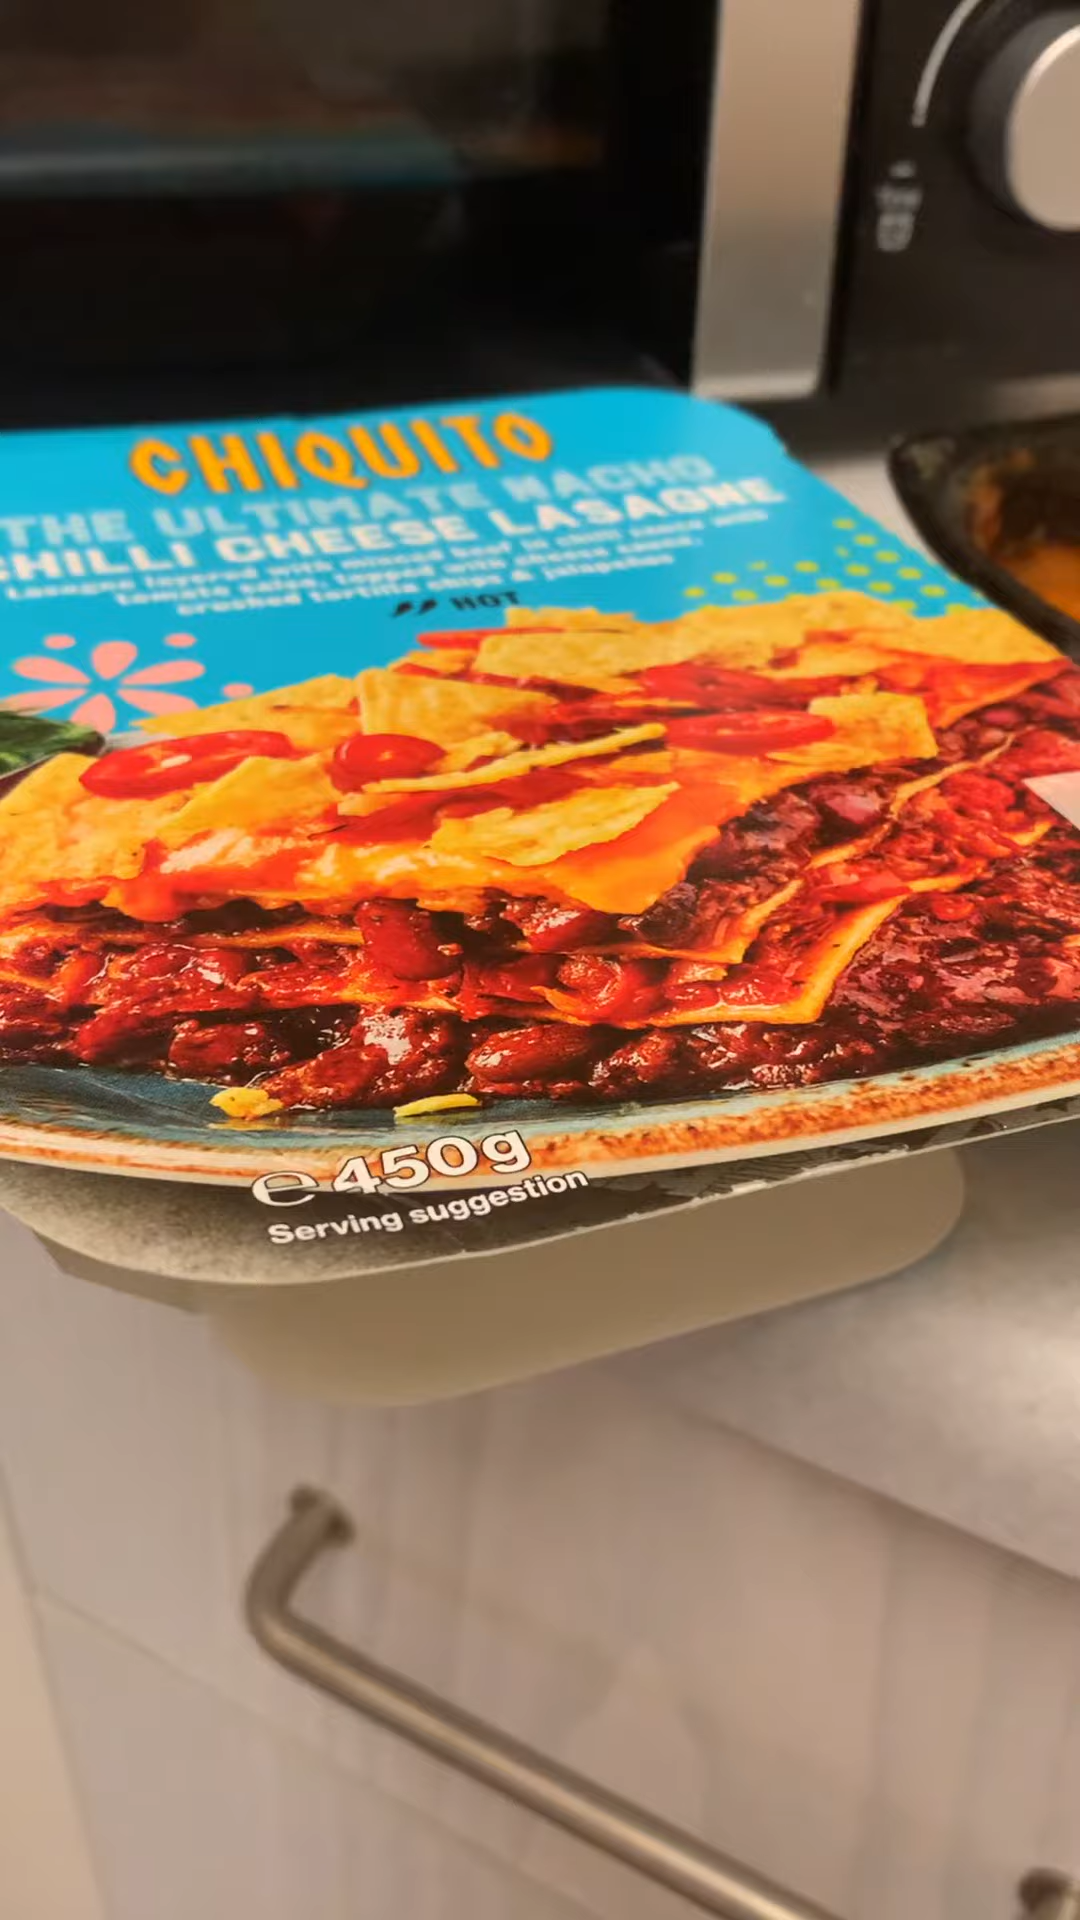 CHIQUITO
THE ULTIMATE NACHO
CHILLI CHEESE LASAGNE
Lasagne layered with minced beef in chilli sauce with
tomato salsa, topped with cheese sauce,
crushed tortilla chips & jalapeños
HOT
e 450g
Serving suggestion